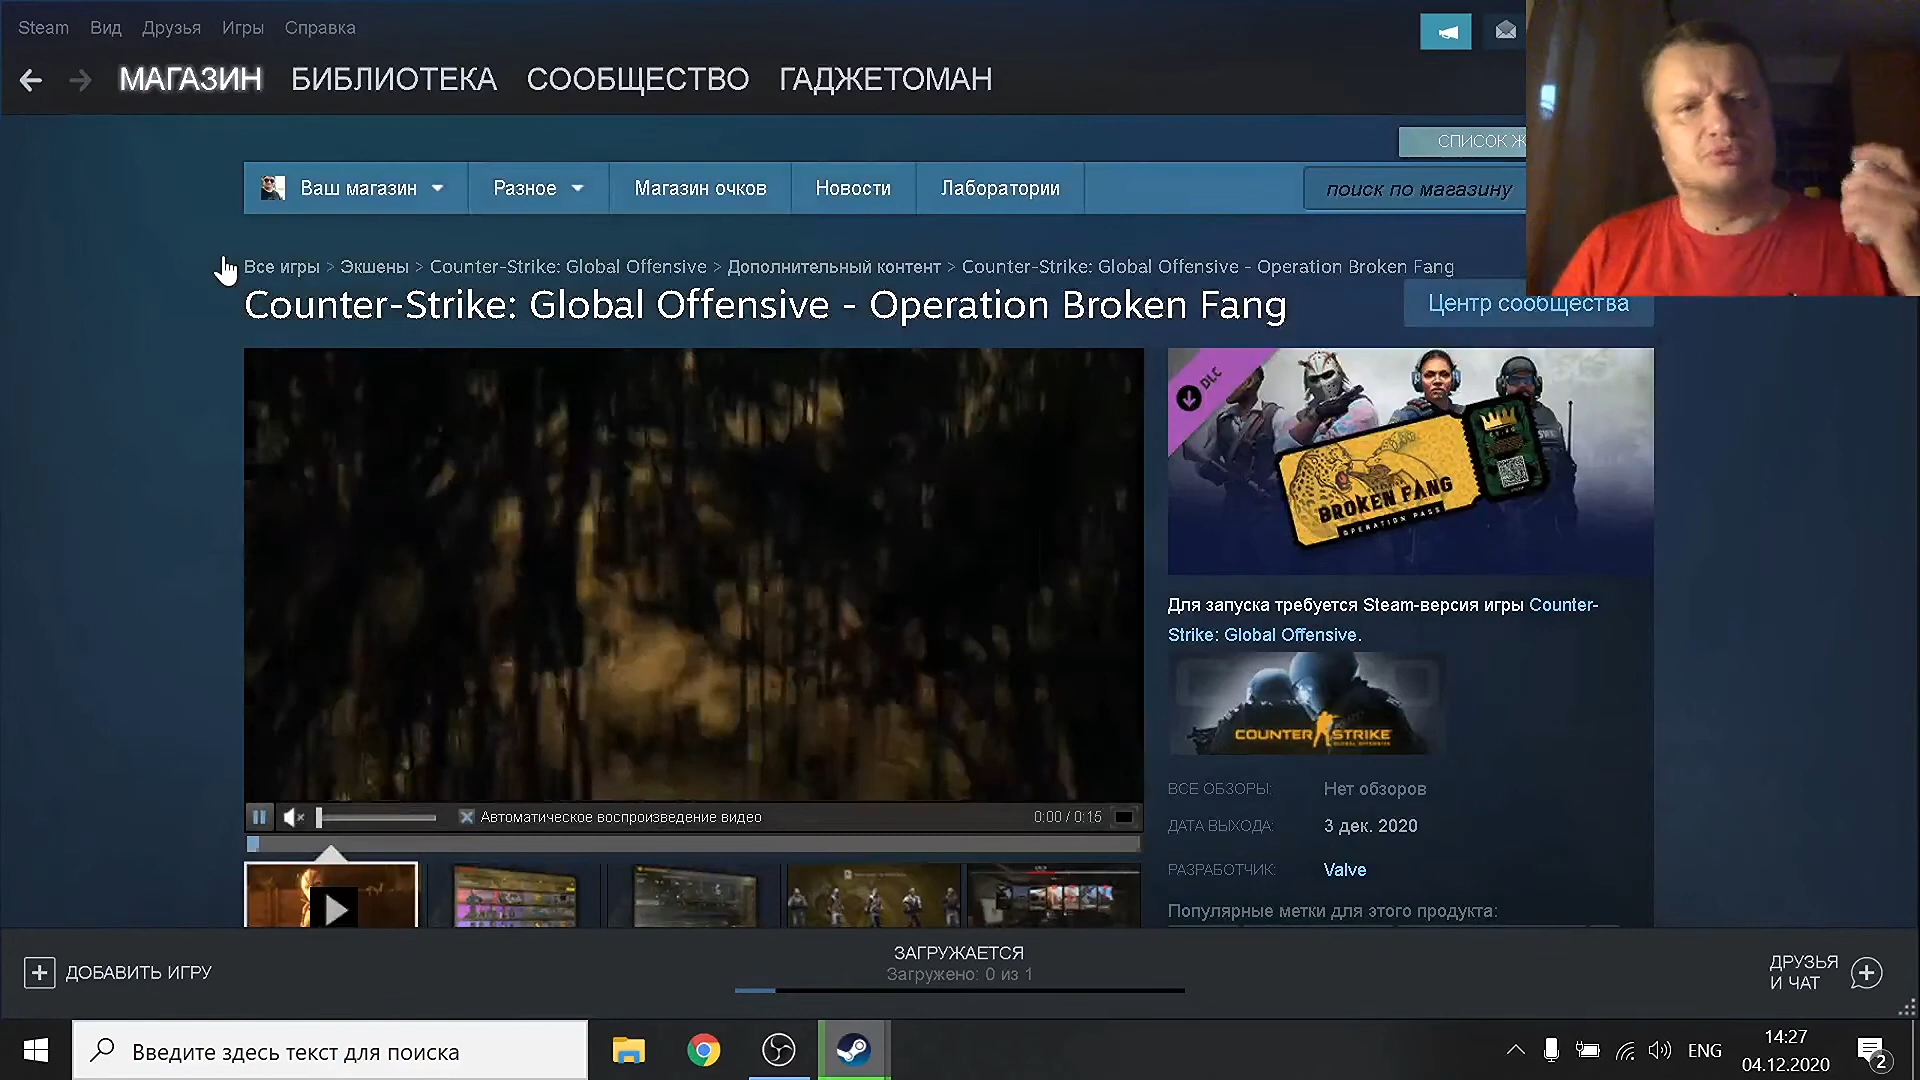 Steam Вид Друзья Игры Справка
МАГАЗИН БИБЛИОТЕКА СООБЩЕСТВО ГАДЖЕТОМАН
СПИСОК Ж
Ваш магазин Разное Магазин очков Новости Лаборатории поиск по магазину
Все игры > Экшены > Counter-Strike: Global Offensive > Дополнительный контент > Counter-Strike: Global Offensive - Operation Broken Fang
Counter-Strike: Global Offensive - Operation Broken Fang
Центр сообщества
DLC
BROKEN FANG
OPERATION PASS
Для запуска требуется Steam-версия игры Counter-
Strike: Global Offensive.
COUNTER STRIKE
GLOBAL OFFENSIVE
ВСЕ ОБЗОРЫ: Нет обзоров
ДАТА ВЫХОДА: 3 дек. 2020
РАЗРАБОТЧИК: Valve
Популярные метки для этого продукта:
Автоматическое воспроизведение видео 0:00 / 0:15
ДОБАВИТЬ ИГРУ
ЗАГРУЖАЕТСЯ
Загружено: 0 из 1
ДРУЗЬЯ
И ЧАТ
Введите здесь текст для поиска
ENG
14:27
04.12.2020
2